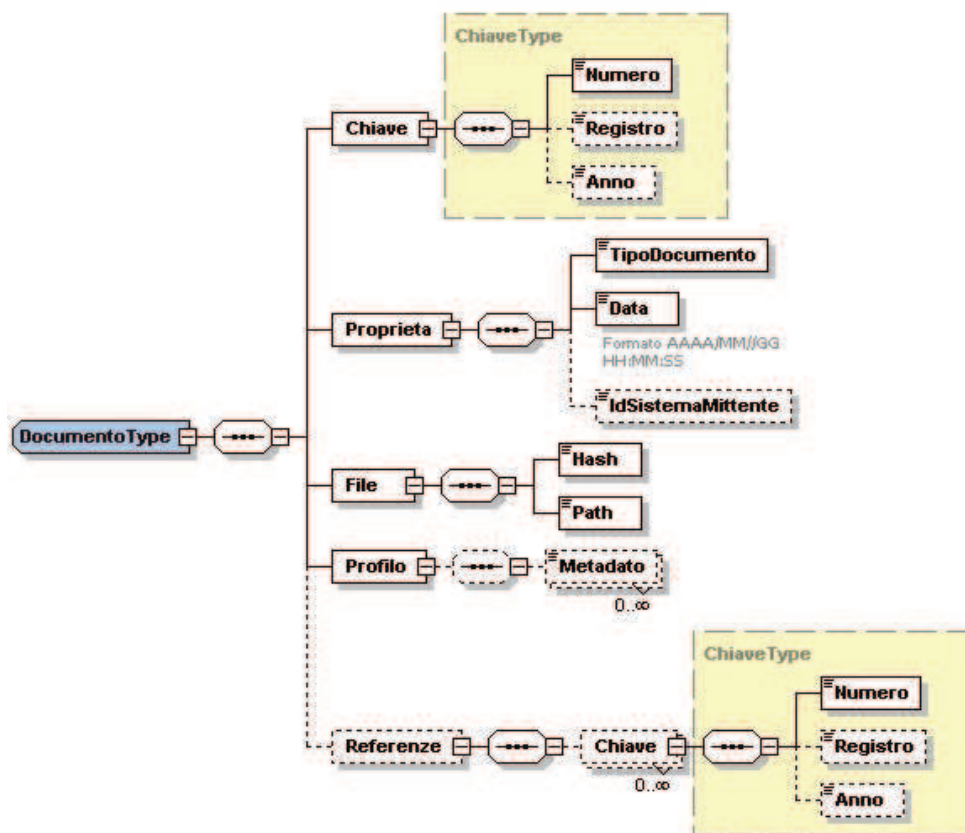 ChiaveType
Numero
Chiave
Registro
Anno
TipoDocumento
Proprieta
Data
Formato AAAA/MM//GG
HH:MM:SS
IdSistemaMittente
DocumentoType
Hash
File
Path
Profilo
Metadato
0..∞
ChiaveType
Numero
Referenze
Chiave
Registro
0..∞
Anno